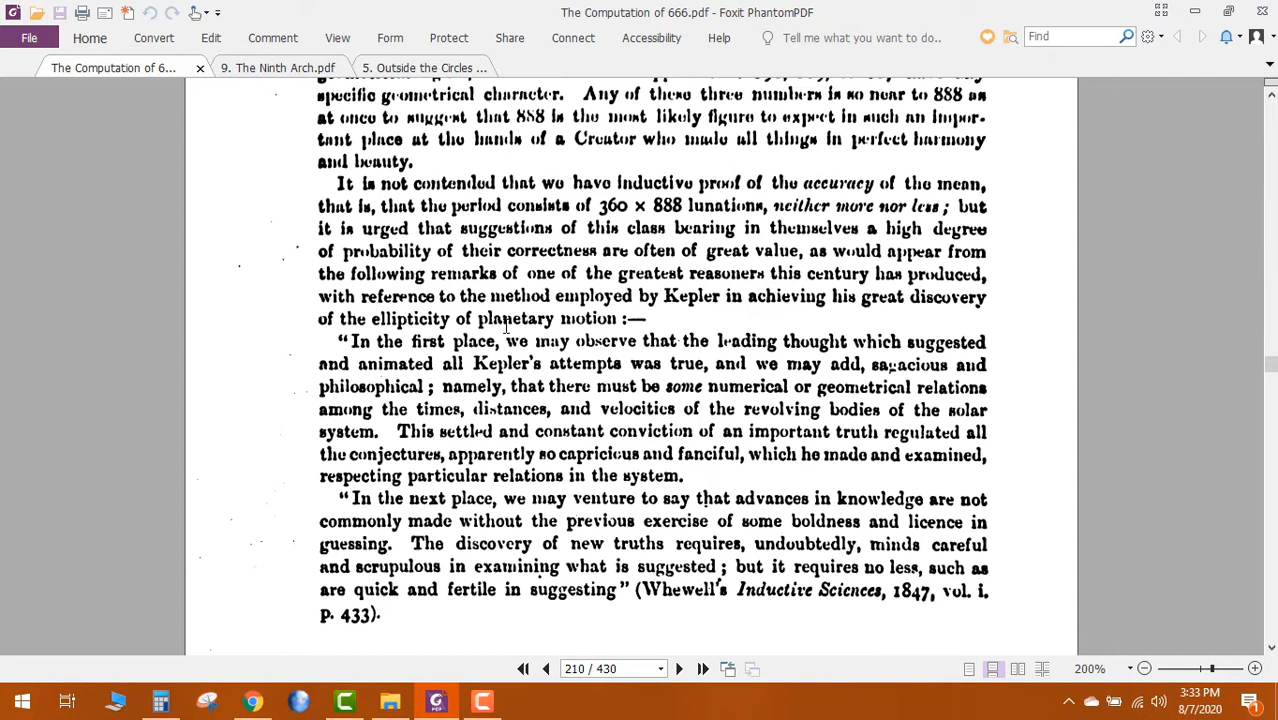 The Computation of 666.pdf - Foxit PhantomPDF
File Home Convert Edit Comment View Form Protect Share Connect Accessibility Help Tell me what you want to do.. Find
The Computation of 6... 9. The Ninth Arch.pdf 5. Outside the Circles ...
specific geometrical character. Any of these three numbers is so near to 888 as
at once to suggest that 888 is the most likely figure to expect in such an impor-
tant place at the hands of a Creator who made all things in perfect harmony
and beauty.
It is not contended that we have inductive proof of the accuracy of the mean,
that is, that the period consists of 360 × 888 lunations, neither more nor less; but
it is urged that suggestions of this class bearing in themselves a high degree
of probability of their correctness are often of great value, as would appear from
the following remarks of one of the greatest reasoners this century has produced,
with reference to the method employed by Kepler in achieving his great discovery
of the ellipticity of planetary motion :—
"In the first place, we may observe that the leading thought which suggested
and animated all Kepler's attempts was true, and we may add, sagacious and
philosophical; namely, that there must be some numerical or geometrical relations
among the times, distances, and velocities of the revolving bodies of the solar
system. This settled and constant conviction of an important truth regulated all
the conjectures, apparently so capricious and fanciful, which he made and examined,
respecting particular relations in the system.
"In the next place, we may venture to say that advances in knowledge are not
commonly made without the previous exercise of some boldness and licence in
guessing. The discovery of new truths requires, undoubtedly, minds careful
and scrupulous in examining what is suggested; but it requires no less, such as
are quick and fertile in suggesting" (Whewell's Inductive Sciences, 1847, vol. i.
p. 433).
210 / 430 200%
3:33 PM
8/7/2020